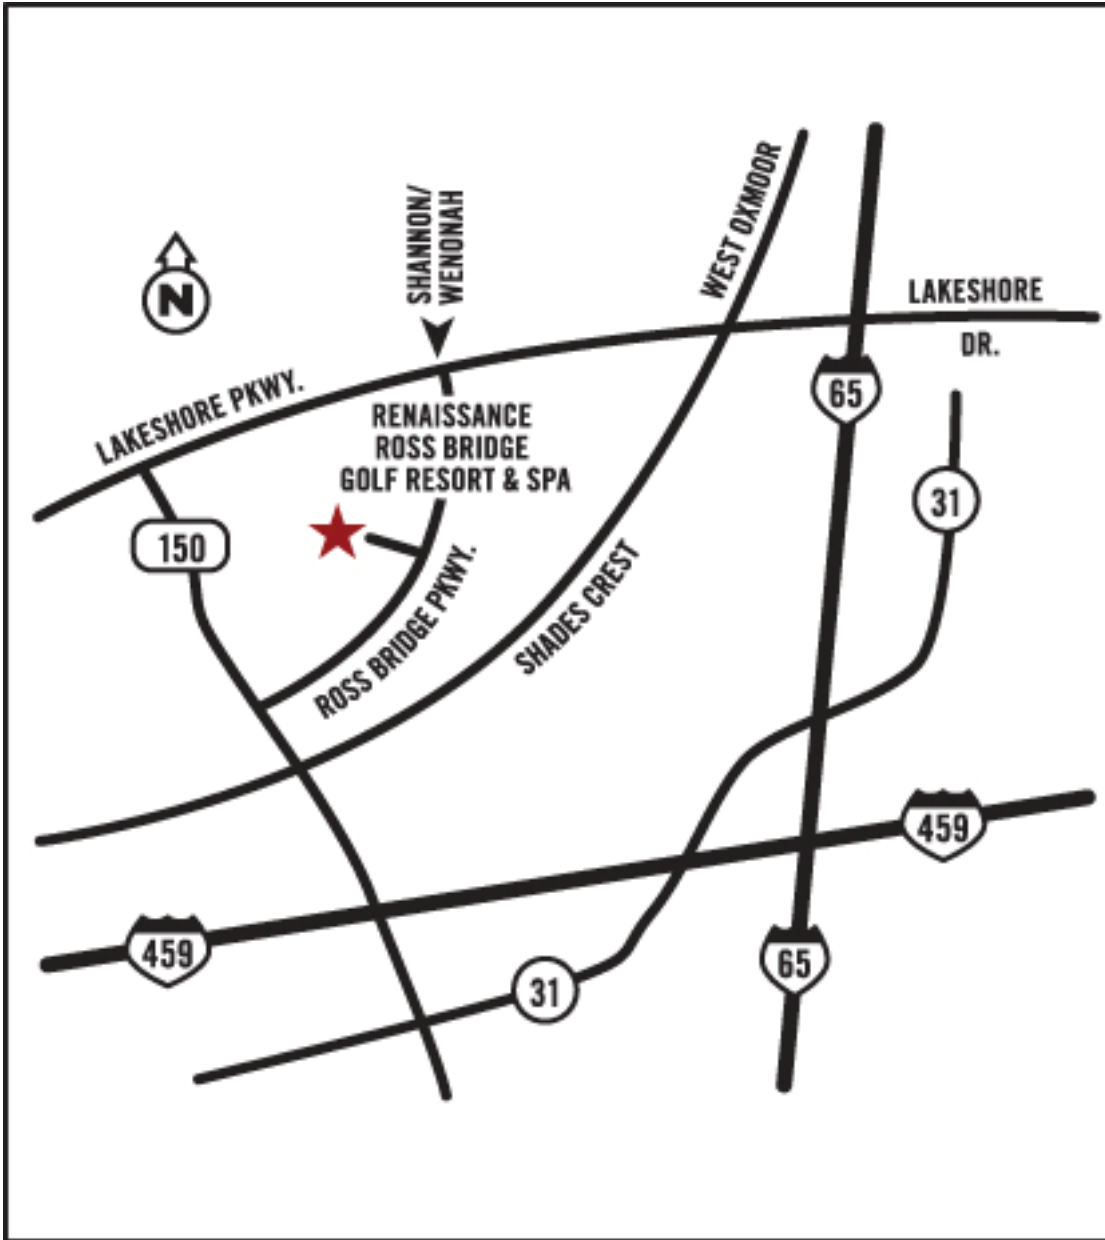 WEST OXMOOR
SHANNON/
WENONAH
N
LAKESHORE
DR.
LAKESHORE PKWY.
65
RENAISSANCE
ROSS BRIDGE
GOLF RESORT & SPA
31
150
ROSS BRIDGE PKWY.
SHADES CREST
459
459
65
31